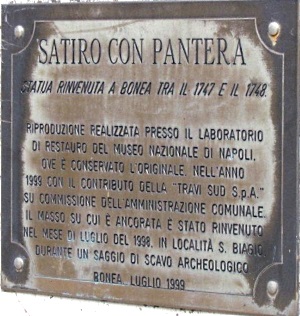 SATIRO CON PANTERA
STATUA RINVENUTA A BONEA TRA IL 1747 E IL 1748
RIPRODUZIONE REALIZZATA PRESSO IL LABORATORIO
DI RESTAURO DEL MUSEO NAZIONALE DI NAPOLI,
OVE È CONSERVATO L'ORIGINALE, NELL'ANNO
1999 CON IL CONTRIBUTO DELLA "TRAVI SUD S.p.A."
SU COMMISSIONE DELL'AMMINISTRAZIONE COMUNALE.
IL MASSO SU CUI È ANCORATA È STATO RINVENUTO
NEL MESE DI LUGLIO DEL 1998, IN LOCALITÀ S. BIAGIO
DURANTE UN SAGGIO DI SCAVO ARCHEOLOGICO
BONEA, LUGLIO 1999